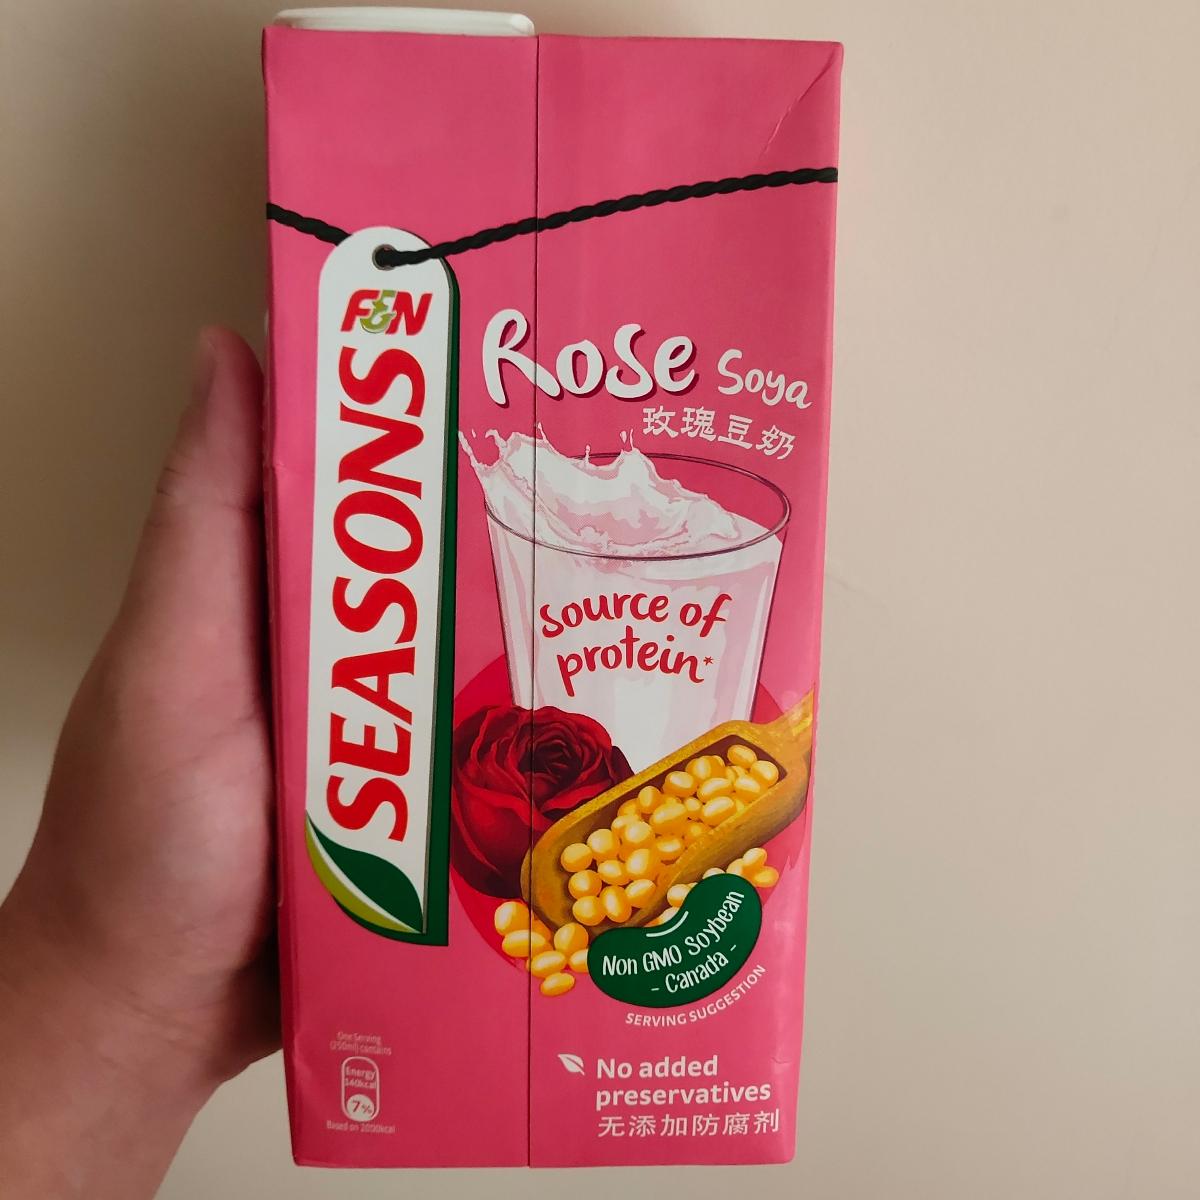 F&N
SEASONS
Rose Soya
玫瑰豆奶
source of
protein*
Non GMO Soybean
- Canada -
SERVING SUGGESTION
One Serving
(250ml) contains
Energy
140kcal
7%
Based on 2000kcal
No added
preservatives
无添加防腐剂